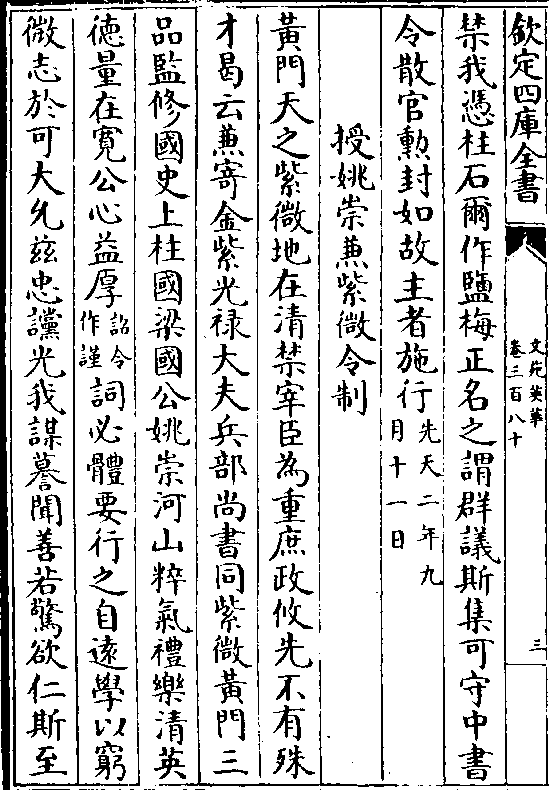 欽定四庫全書
文苑英華
卷三百八十
三
禁我憑柱石爾作鹽梅正名之謂群議斯集可守中書
令散官勲封如故主者施行先天二年九
月十一日
授姚崇兼紫微令制
黃門天之紫微地在清禁宰臣為重庶政攸先不有殊
才曷云兼寄金紫光禄大夫兵部尚書同紫微黃門三
品監修國史上柱國梁國公姚崇河山粹氣禮樂清英
徳量在寛公心益厚詔令
作謹詞必體要行之自逺學以窮
微志於可大允兹忠讜光我謀謩聞善若驚欲仁斯至